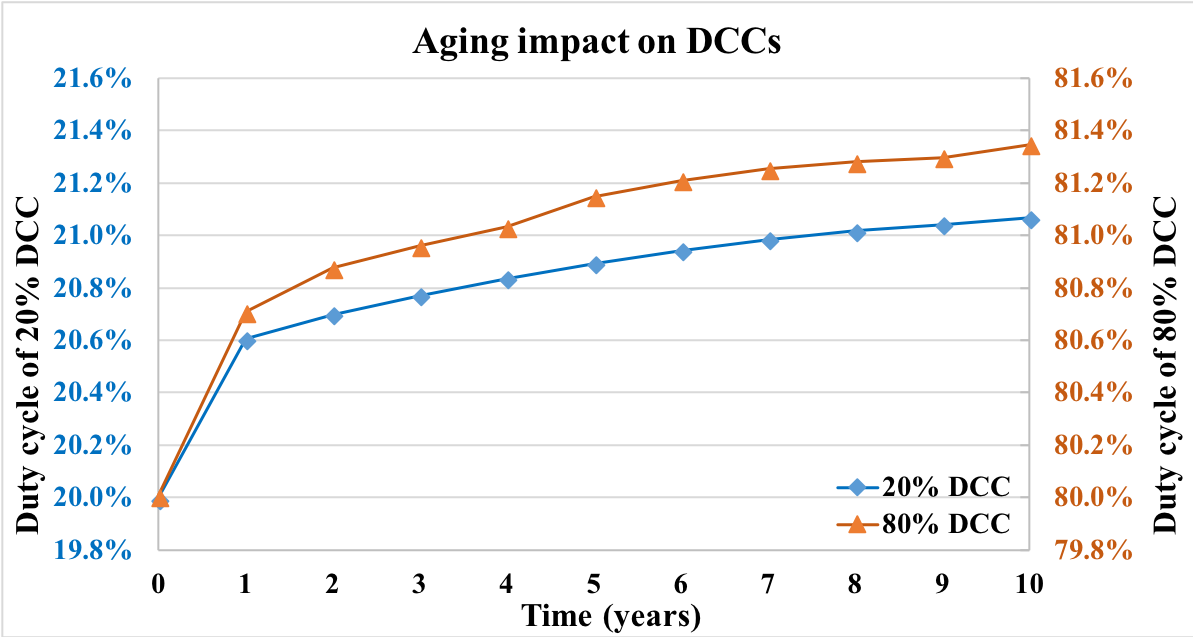 Aging impact on DCCs
21.6%
21.4%
21.2%
21.0%
20.8%
20.6%
20.4%
20.2%
20.0%
19.8%
Duty cycle of 20% DCC
81.6%
81.4%
81.2%
81.0%
80.8%
80.6%
80.4%
80.2%
80.0%
79.8%
Duty cycle of 80% DCC
20% DCC
80% DCC
0 1 2 3 4 5 6 7 8 9 10
Time (years)